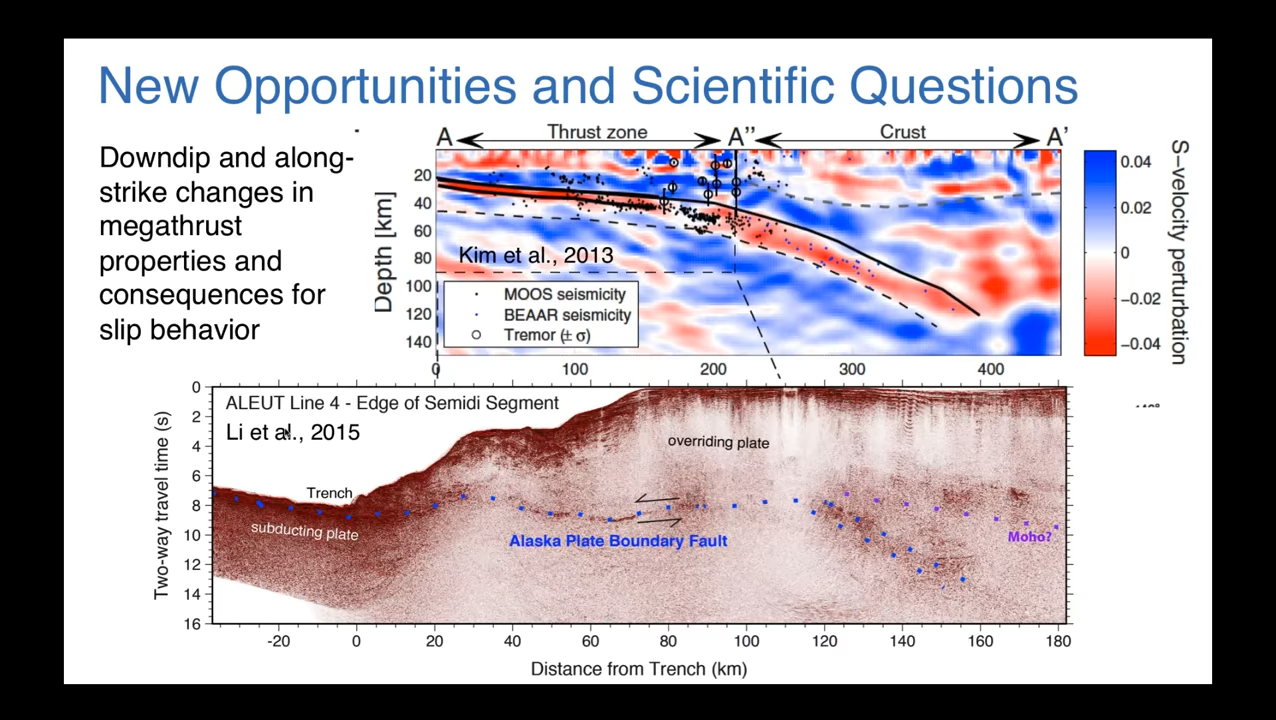 New Opportunities and Scientific Questions
Downdip and along-
strike changes in
megathrust
properties and
consequences for
slip behavior
A Thrust zone A’’ Crust A’
20
40
60
80
100
120
140
Depth [km]
Kim et al., 2013
MOOS seismicity
BEAAR seismicity
Tremor (± σ)
0 100 200 300 400
0.04
0.02
0
−0.02
−0.04
S−velocity perturbation
ALEUT Line 4 - Edge of Semidi Segment
Li et al., 2015
overriding plate
Trench
subducting plate
Alaska Plate Boundary Fault
Moho?
0
2
4
6
8
10
12
14
16
Two-way travel time (s)
-20 0 20 40 60 80 100 120 140 160 180
Distance from Trench (km)